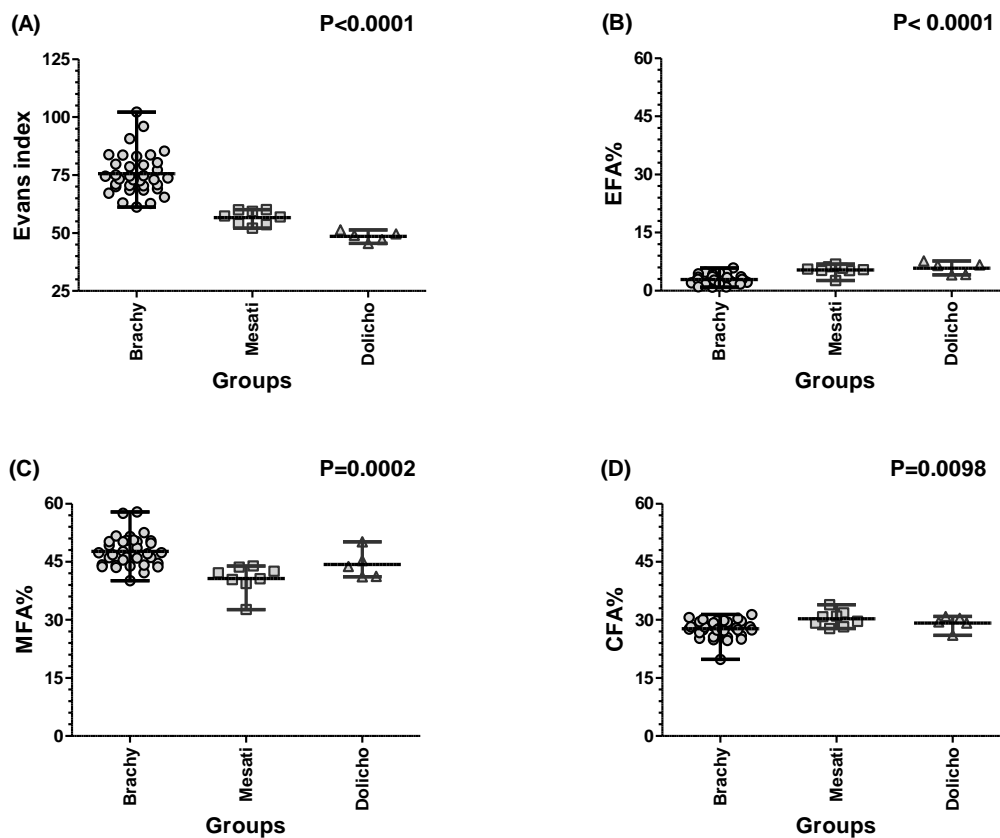 (A)
P<0.0001
125
100
75
50
25
Evans index
Brachy
Mesati
Dolicho
Groups
(B)
P< 0.0001
60
45
30
15
0
EFA%
Brachy
Mesati
Dolicho
Groups
(C)
P=0.0002
60
45
30
15
0
MFA%
Brachy
Mesati
Dolicho
Groups
(D)
P=0.0098
60
45
30
15
0
CFA%
Brachy
Mesati
Dolicho
Groups